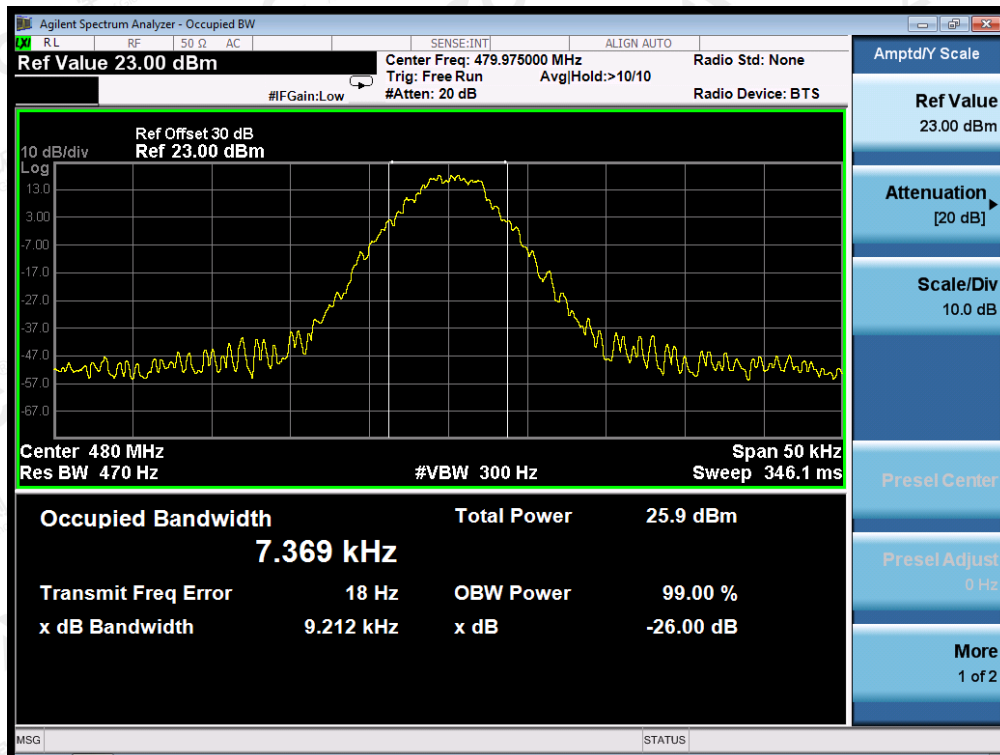 Agilent Spectrum Analyzer - Occupied BW
LXI RL RF 50 Ω AC SENSE:INT ALIGN AUTO
Ref Value 23.00 dBm
Center Freq: 479.975000 MHz
Radio Std: None
Trig: Free Run Avg|Hold:>10/10
#IFGain:Low
#Atten: 20 dB
Radio Device: BTS
Ref Offset 30 dB
10 dB/div Ref 23.00 dBm
Log
13.0
3.00
-7.00
-17.0
-27.0
-37.0
-47.0
-57.0
-67.0
Center 480 MHz Span 50 kHz
Res BW 470 Hz #VBW 300 Hz Sweep 346.1 ms
Occupied Bandwidth Total Power 25.9 dBm
7.369 kHz
Transmit Freq Error 18 Hz OBW Power 99.00 %
x dB Bandwidth 9.212 kHz x dB -26.00 dB
Amptd/Y Scale
Ref Value
23.00 dBm
Attenuation
[20 dB]
Scale/Div
10.0 dB
Presel Center
Presel Adjust
0 Hz
More
1 of 2
MSG STATUS